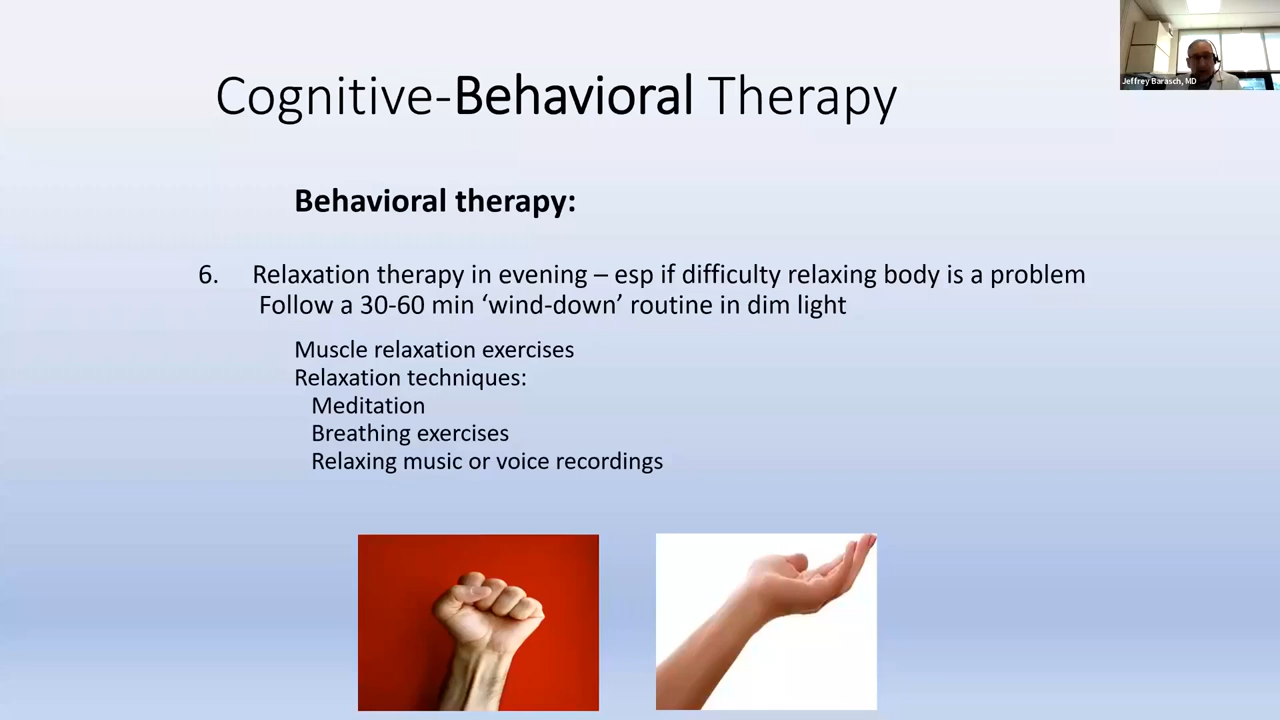 Cognitive-Behavioral Therapy
Jeffrey Barasch, MD
Behavioral therapy:
6. Relaxation therapy in evening – esp if difficulty relaxing body is a problem
Follow a 30-60 min ‘wind-down’ routine in dim light
Muscle relaxation exercises
Relaxation techniques:
Meditation
Breathing exercises
Relaxing music or voice recordings